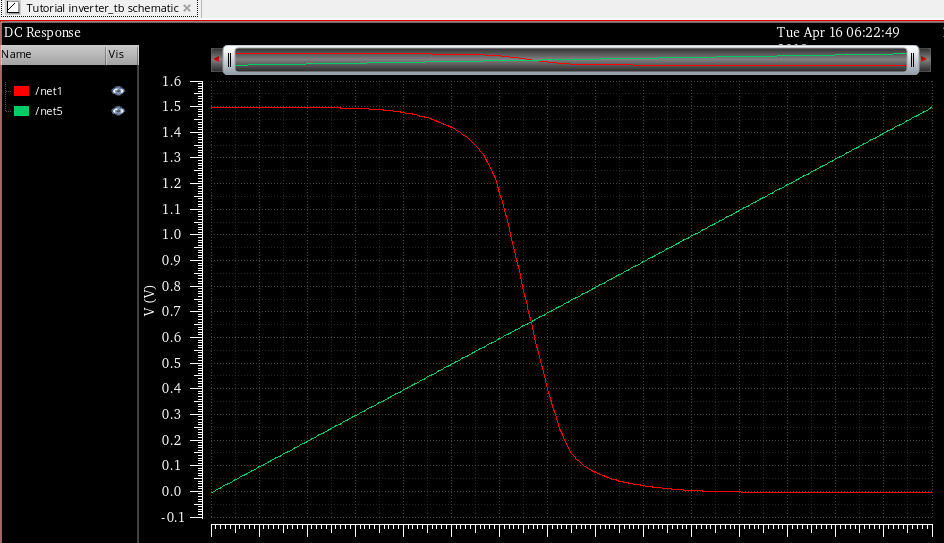 Tutorial inverter_tb schematic
DC Response
Tue Apr 16 06:22:49
Name Vis
/net1
/net5
V (V)
1.6
1.5
1.4
1.3
1.2
1.1
1.0
0.9
0.8
0.7
0.6
0.5
0.4
0.3
0.2
0.1
0.0
-0.1